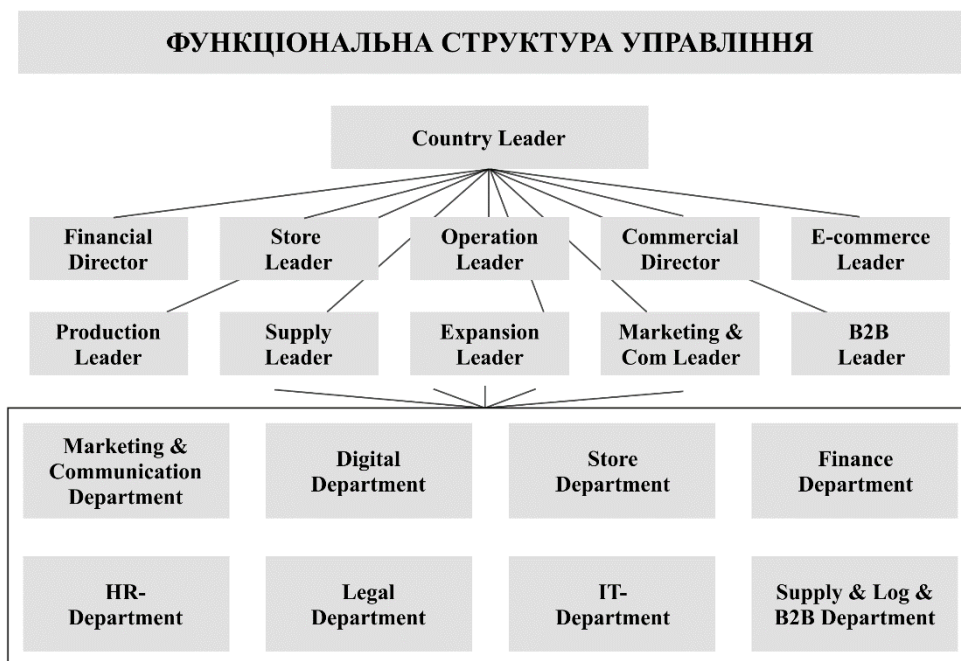 ФУНКЦІОНАЛЬНА СТРУКТУРА УПРАВЛІННЯ
Country Leader
Financial
Director
Store
Leader
Operation
Leader
Commercial
Director
E-commerce
Leader
Production
Leader
Supply
Leader
Expansion
Leader
Marketing &
Com Leader
B2B
Leader
Marketing &
Communication
Department
Digital
Department
Store
Department
Finance
Department
HR-
Department
Legal
Department
IT-
Department
Supply & Log &
B2B Department